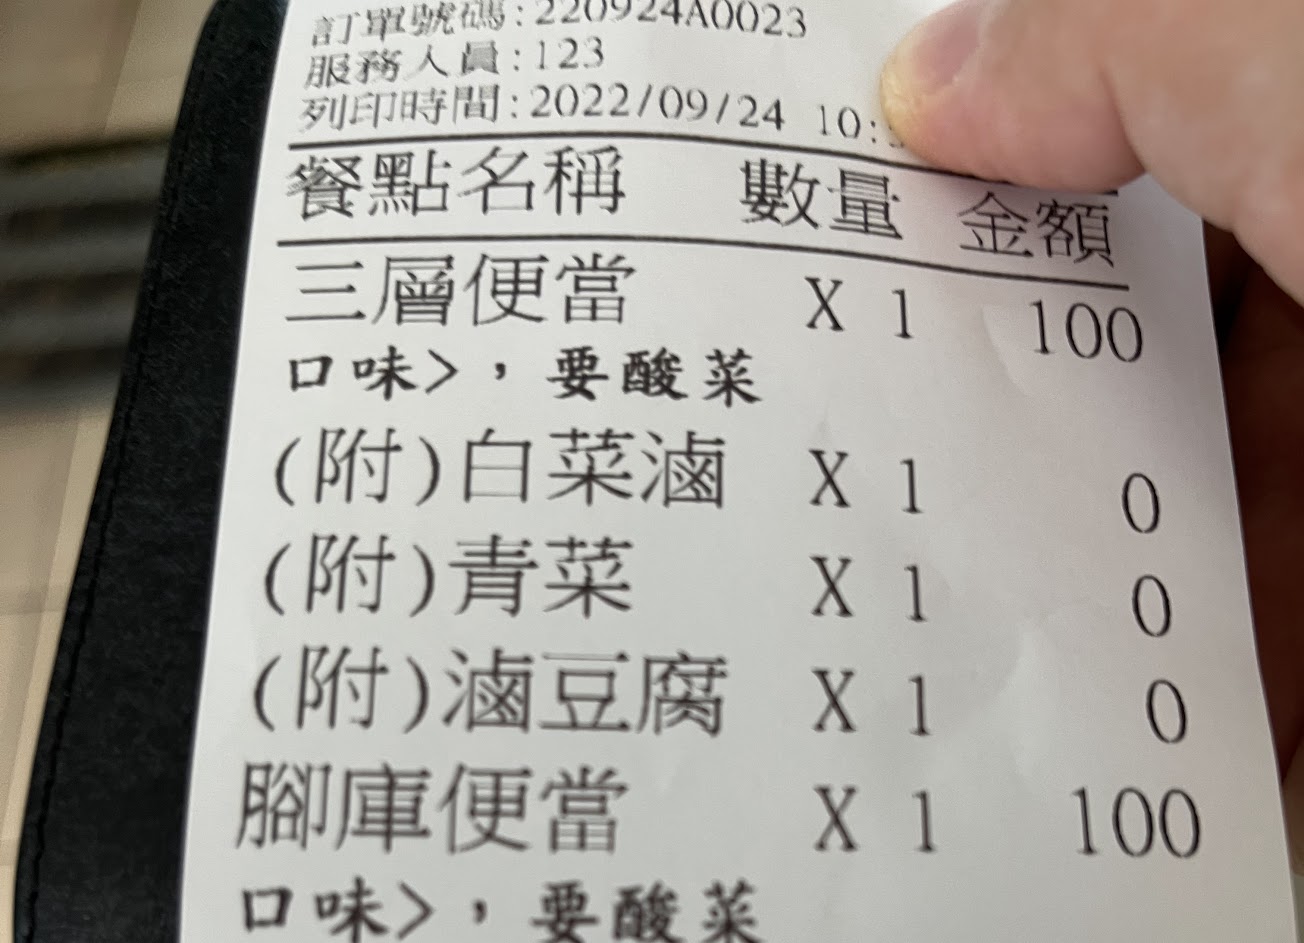 訂單號碼:220924A0023
服務人員:123
列印時間:2022/09/24 10:
餐點名稱 數量 金額
三層便當 X 1 100
口味>，要酸菜
(附)白菜滷 X 1 0
(附)青菜 X 1 0
(附)滷豆腐 X 1 0
腳庫便當 X 1 100
口味>，要酸菜